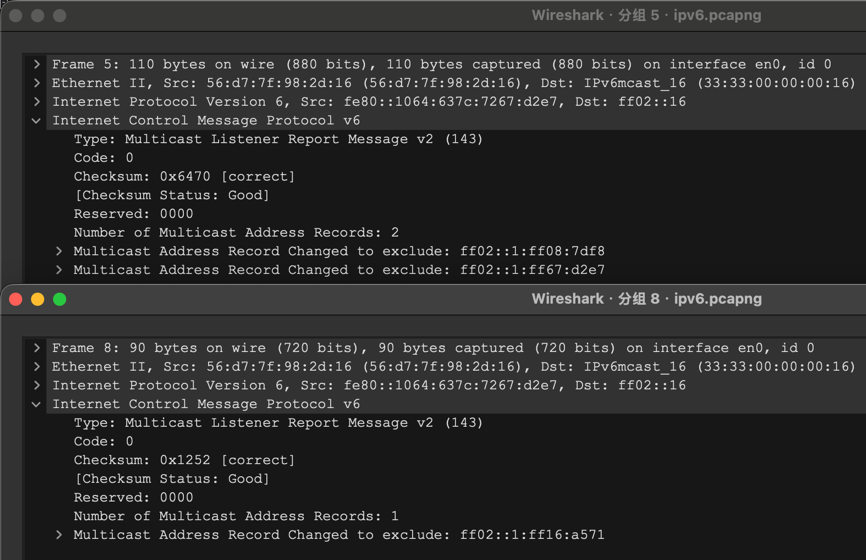 Wireshark · 分组 5 · ipv6.pcapng
Frame 5: 110 bytes on wire (880 bits), 110 bytes captured (880 bits) on interface en0, id 0
Ethernet II, Src: 56:d7:7f:98:2d:16 (56:d7:7f:98:2d:16), Dst: IPv6mcast_16 (33:33:00:00:00:16)
Internet Protocol Version 6, Src: fe80::1064:637c:7267:d2e7, Dst: ff02::16
Internet Control Message Protocol v6
Type: Multicast Listener Report Message v2 (143)
Code: 0
Checksum: 0x6470 [correct]
[Checksum Status: Good]
Reserved: 0000
Number of Multicast Address Records: 2
Multicast Address Record Changed to exclude: ff02::1:ff08:7df8
Multicast Address Record Changed to exclude: ff02::1:ff67:d2e7
Wireshark · 分组 8 · ipv6.pcapng
Frame 8: 90 bytes on wire (720 bits), 90 bytes captured (720 bits) on interface en0, id 0
Ethernet II, Src: 56:d7:7f:98:2d:16 (56:d7:7f:98:2d:16), Dst: IPv6mcast_16 (33:33:00:00:00:16)
Internet Protocol Version 6, Src: fe80::1064:637c:7267:d2e7, Dst: ff02::16
Internet Control Message Protocol v6
Type: Multicast Listener Report Message v2 (143)
Code: 0
Checksum: 0x1252 [correct]
[Checksum Status: Good]
Reserved: 0000
Number of Multicast Address Records: 1
Multicast Address Record Changed to exclude: ff02::1:ff16:a571